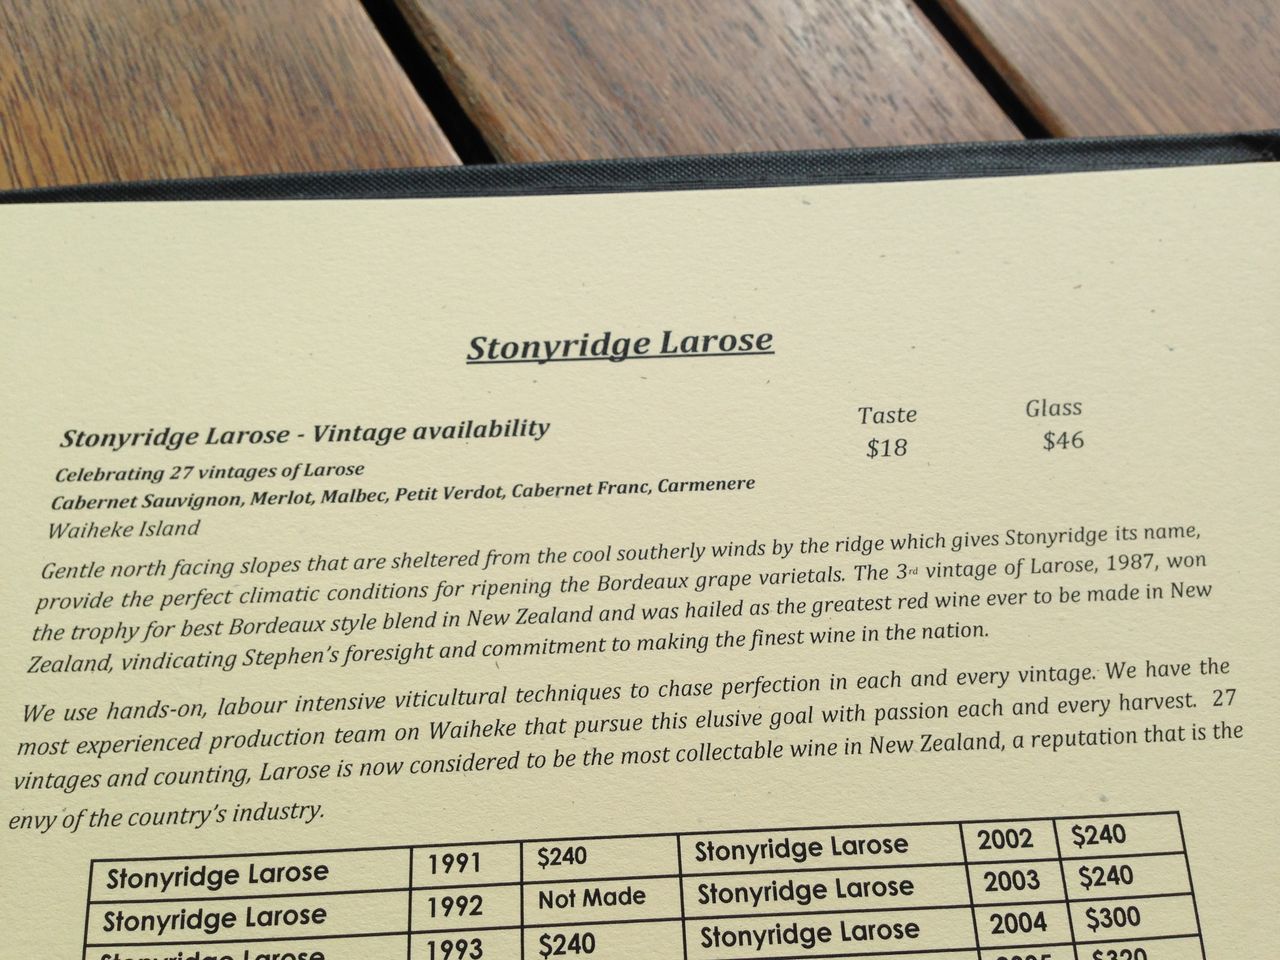 Stonyridge Larose
Taste Glass
Stonyridge Larose - Vintage availability $18 $46
Celebrating 27 vintages of Larose
Cabernet Sauvignon, Merlot, Malbec, Petit Verdot, Cabernet Franc, Carmenere
Waiheke Island
Gentle north facing slopes that are sheltered from the cool southerly winds by the ridge which gives Stonyridge its name,
provide the perfect climatic conditions for ripening the Bordeaux grape varietals. The 3rd vintage of Larose, 1987, won
the trophy for best Bordeaux style blend in New Zealand and was hailed as the greatest red wine ever to be made in New
Zealand, vindicating Stephen's foresight and commitment to making the finest wine in the nation.
We use hands-on, labour intensive viticultural techniques to chase perfection in each and every vintage. We have the
most experienced production team on Waiheke that pursue this elusive goal with passion each and every harvest. 27
vintages and counting, Larose is now considered to be the most collectable wine in New Zealand, a reputation that is the
envy of the country's industry.
Stonyridge Larose 1991 $240 Stonyridge Larose 2002 $240
Stonyridge Larose 1992 Not Made Stonyridge Larose 2003 $240
Stonyridge Larose 1993 $240 Stonyridge Larose 2004 $300
$320